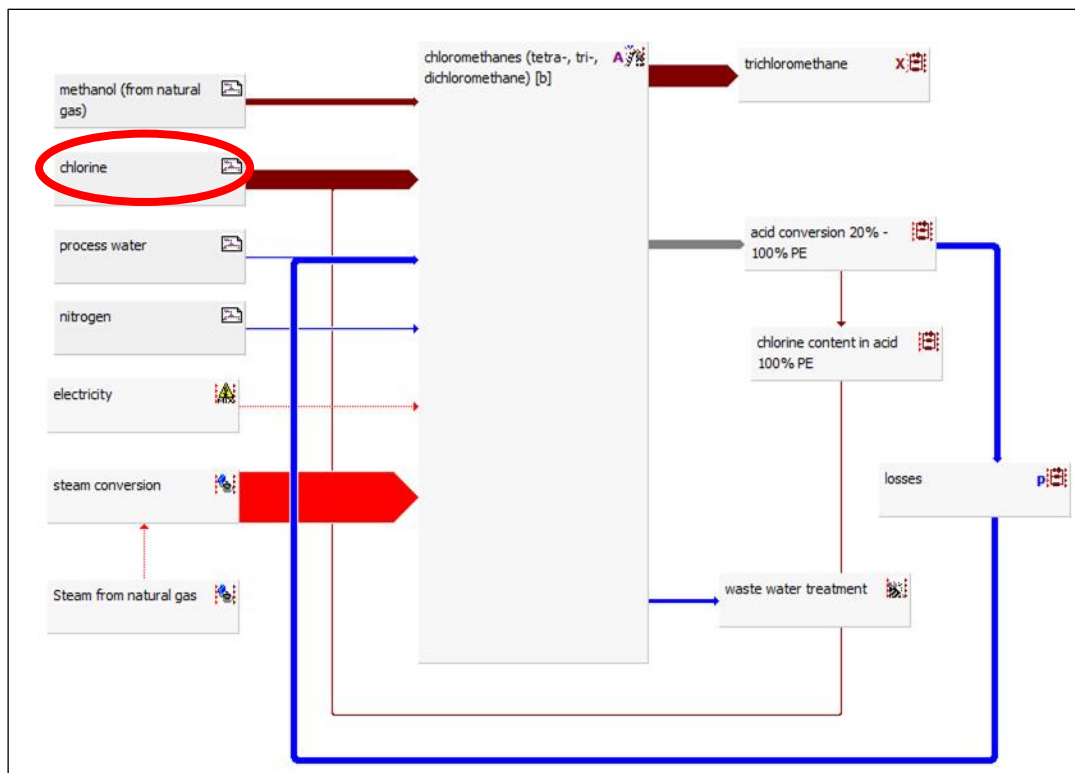 chloromethanes (tetra-, tri-,
dichloromethane) [b]
A
trichloromethane
X
methanol (from natural
gas)
chlorine
process water
acid conversion 20% -
100% PE
nitrogen
chlorine content in acid
100% PE
electricity
steam conversion
losses
p
Steam from natural gas
waste water treatment